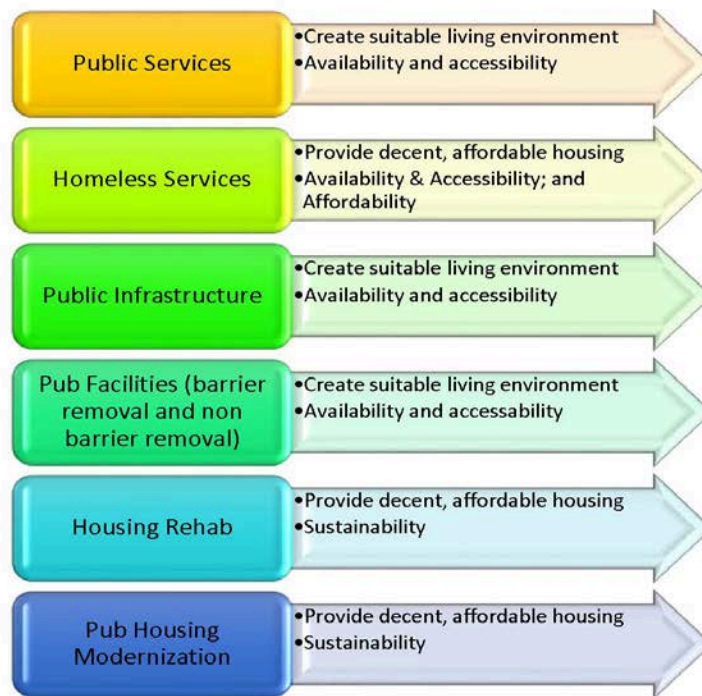 Public Services
•Create suitable living environment
•Availability and accessibility
Homeless Services
•Provide decent, affordable housing
•Availability & Accessibility; and
Affordability
Public Infrastructure
•Create suitable living environment
•Availability and accessibility
Pub Facilities (barrier
removal and non
barrier removal)
•Create suitable living environment
•Availability and accessability
Housing Rehab
•Provide decent, affordable housing
•Sustainability
Pub Housing
Modernization
•Provide decent, affordable housing
•Sustainability